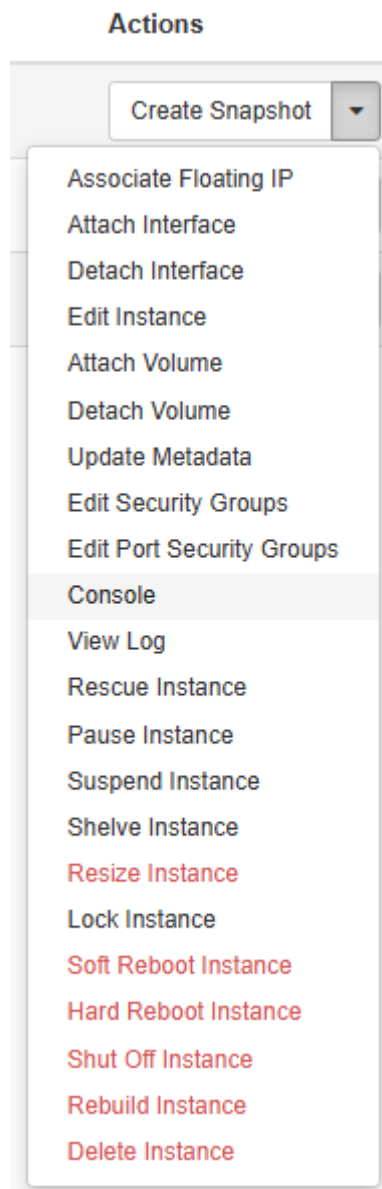 Actions
Create Snapshot
Associate Floating IP
Attach Interface
Detach Interface
Edit Instance
Attach Volume
Detach Volume
Update Metadata
Edit Security Groups
Edit Port Security Groups
Console
View Log
Rescue Instance
Pause Instance
Suspend Instance
Shelve Instance
Resize Instance
Lock Instance
Soft Reboot Instance
Hard Reboot Instance
Shut Off Instance
Rebuild Instance
Delete Instance